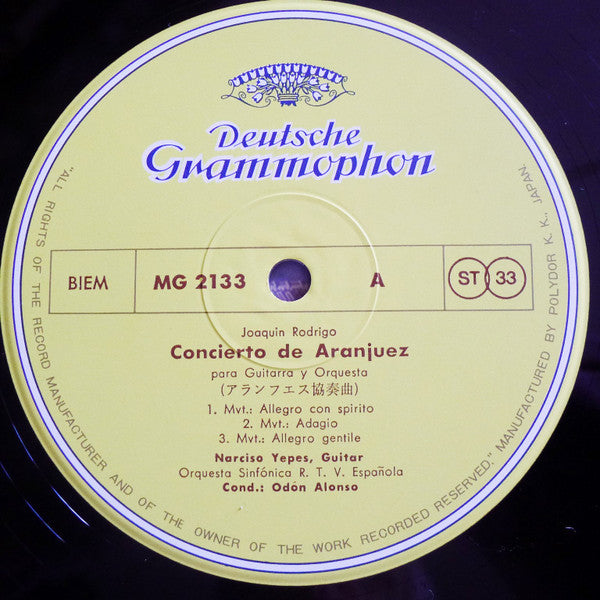 Deutsche
Grammophon
BIEM MG 2133 A ST 33
Joaquin Rodrigo
Concierto de Aranjuez
para Guitarra y Orquesta
(アランフエス協奏曲)
1. Mvt.: Allegro con spirito
2. Mvt.: Adagio
3. Mvt.: Allegro gentile
Narciso Yepes, Guitar
Orquesta Sinfónica R. T. V. Española
Cond.: Odón Alonso
"ALL RIGHTS OF THE RECORD MANUFACTURER AND OF THE OWNER OF THE WORK RECORDED RESERVED." MANUFACTURED BY POLYDOR K. K., JAPAN